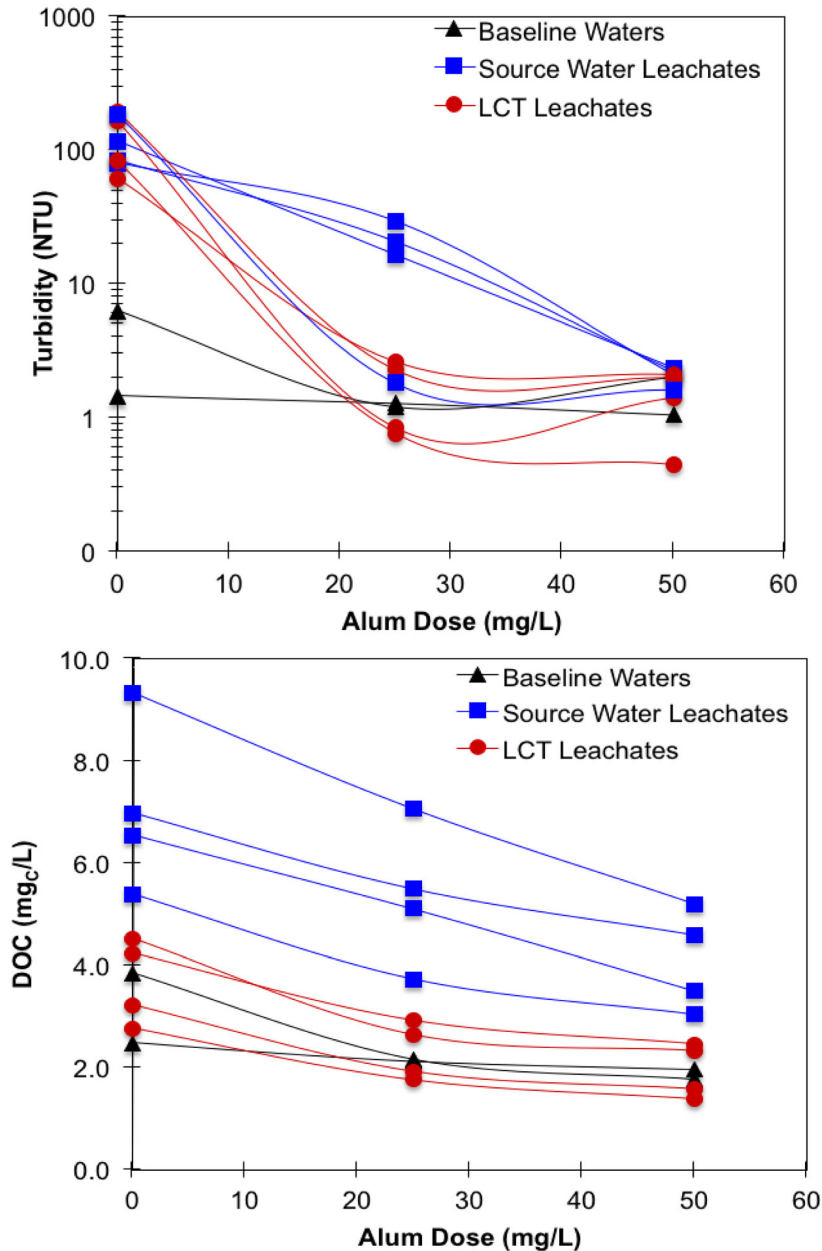 1000
100
10
1
0
Turbidity (NTU)
Baseline Waters
Source Water Leachates
LCT Leachates
0 10 20 30 40 50 60
Alum Dose (mg/L)
10.0
8.0
6.0
4.0
2.0
0.0
DOC (mgC/L)
Baseline Waters
Source Water Leachates
LCT Leachates
0 10 20 30 40 50 60
Alum Dose (mg/L)